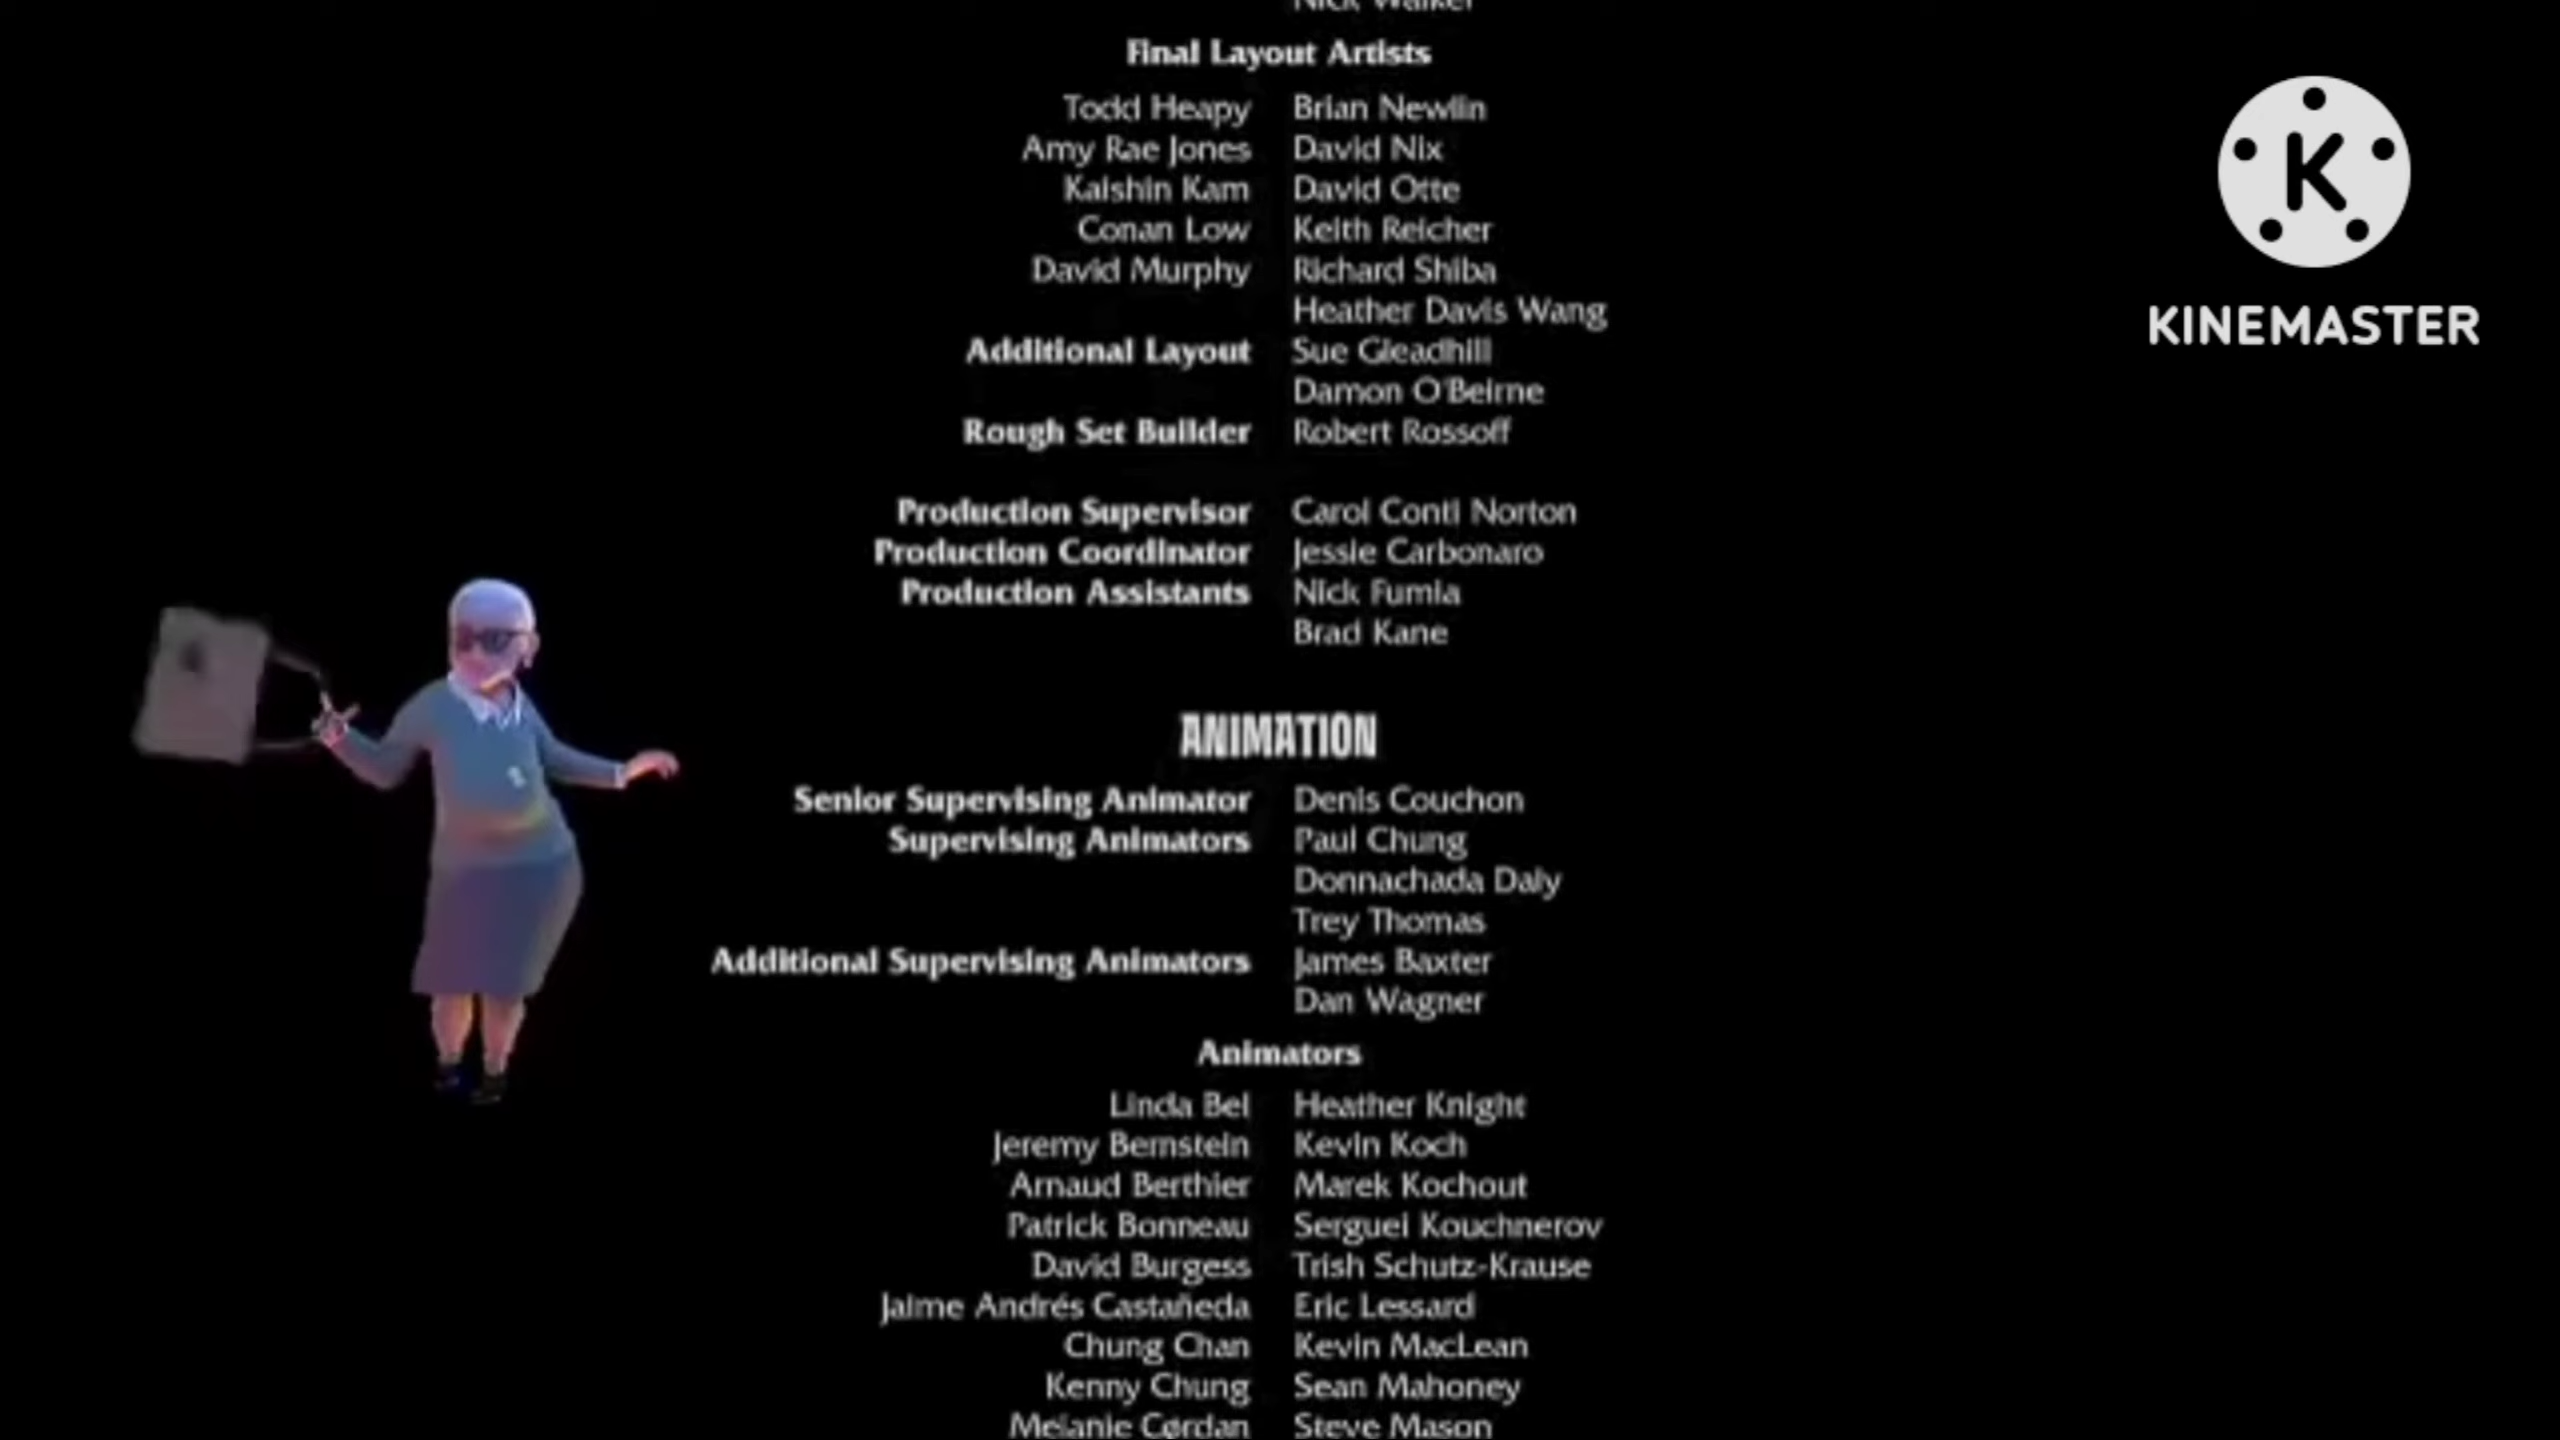 Nick Walker
Final Layout Artists
Todd Heapy Brian Newlin
Amy Rae Jones David Nix
Kaishin Kam David Otte
Conan Low Keith Reicher
David Murphy Richard Shiba
Heather Davis Wang
Additional Layout Sue Gleadhill
Damon O'Beirne
Rough Set Builder Robert Rossoff
Production Supervisor Carol Conti Norton
Production Coordinator Jessie Carbonaro
Production Assistants Nick Fumia
Brad Kane
ANIMATION
Senior Supervising Animator Denis Couchon
Supervising Animators Paul Chung
Donnachada Daly
Trey Thomas
Additional Supervising Animators James Baxter
Dan Wagner
Animators
Linda Bel Heather Knight
Jeremy Bernstein Kevin Koch
Arnaud Berthier Marek Kochout
Patrick Bonneau Serguei Kouchnerov
David Burgess Trish Schutz-Krause
Jaime Andrés Castañeda Eric Lessard
Chung Chan Kevin MacLean
Kenny Chung Sean Mahoney
Melanie Cordan Steve Mason
K
KINEMASTER